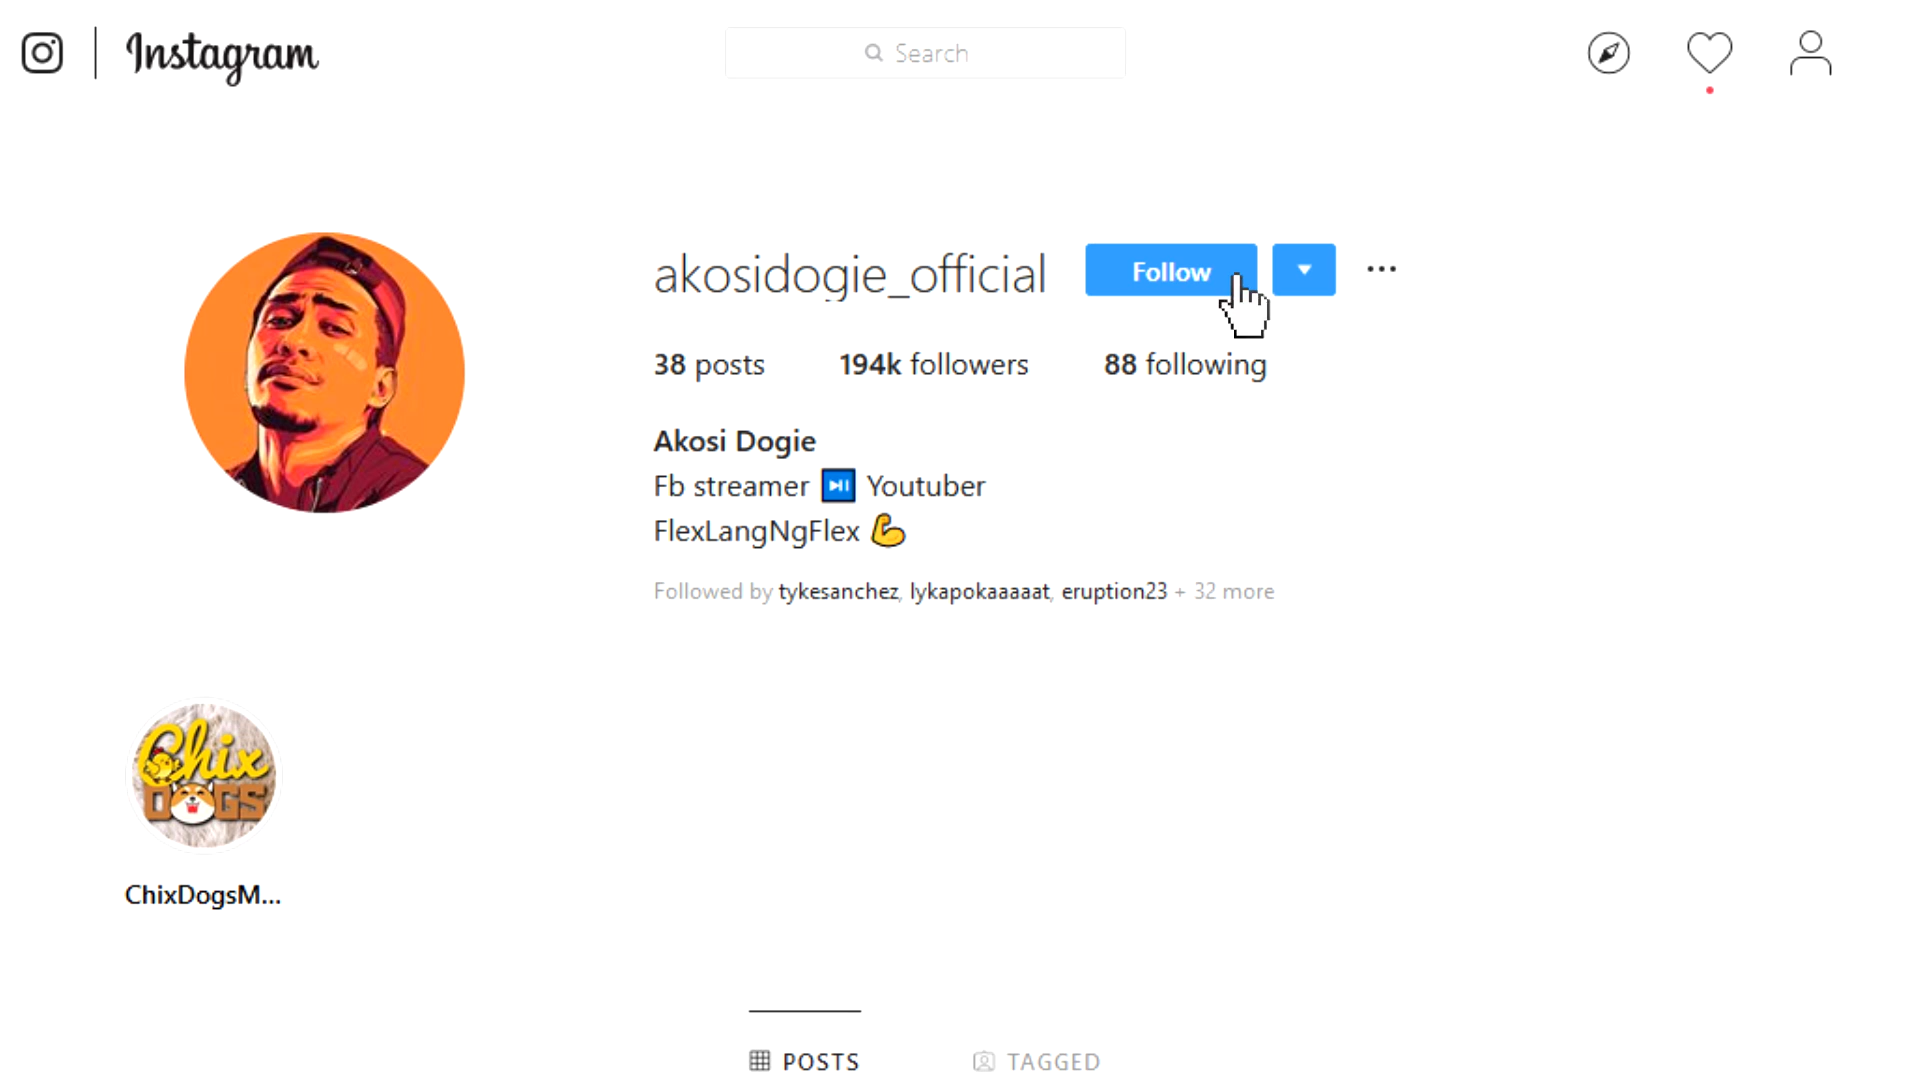 Instagram
Search
akosidogie_official
Follow
38 posts 194k followers 88 following
Akosi Dogie
Fb streamer ⏯ Youtuber
FlexLangNgFlex 💪
Followed by tykesanchez, lykapokaaaaat, eruption23 + 32 more
Chix
DOGS
ChixDogsM...
POSTS TAGGED